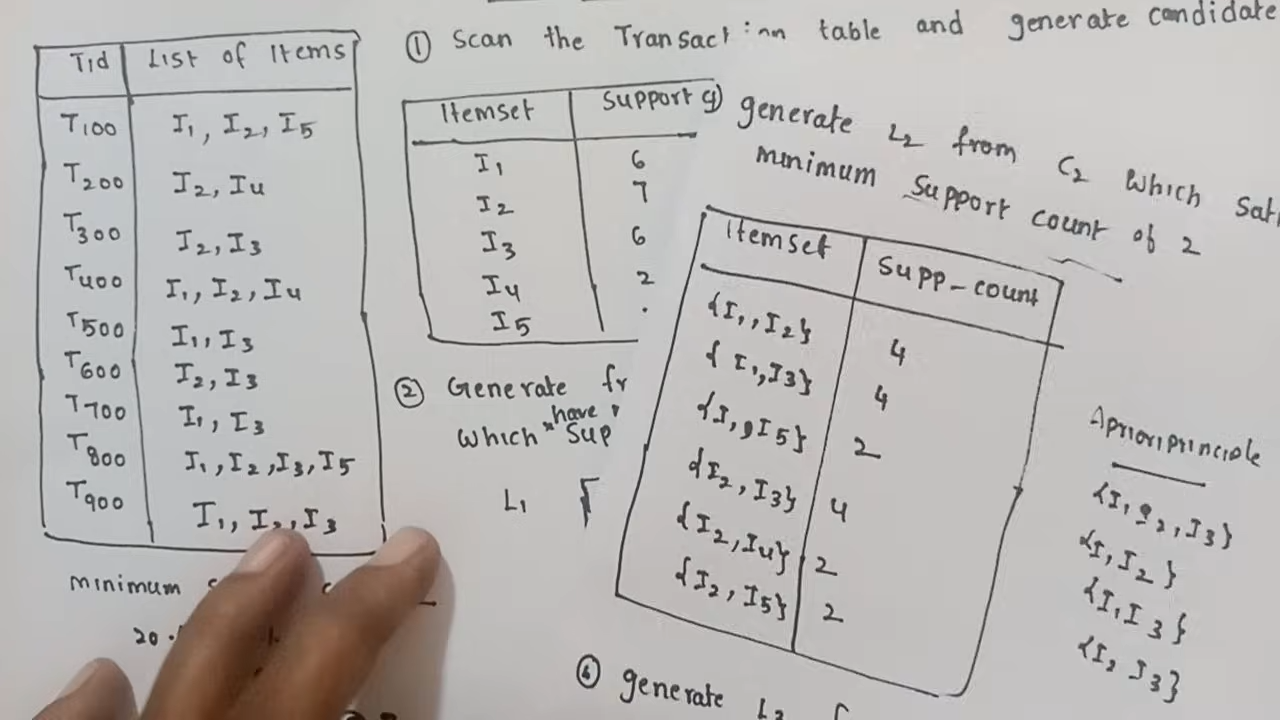 Tid List of Items
T100 I1, I2, I5
T200 I2, I4
T300 I2, I3
T400 I1, I2, I4
T500 I1, I3
T600 I2, I3
T700 I1, I3
T800 I1, I2, I3, I5
T900 I1, I2, I3
minimum
20
① Scan the Transaction table and generate candidate
Itemset Support
I1 6
I2 7
I3 6
I4 2
I5
② Generate fr
Which have
Sup
L1
g) generate L2 from C2 Which sati
minimum Support count of 2
Itemset Supp-count
{I1, I2} 4
{I1, I3} 4
{I1, I5} 2
{I2, I3} 4
{I2, I4} 2
{I2, I5} 2
Apriori principle
{I1, I2, I3}
{I1, I2}
{I1, I3}
{I2, I3}
generate